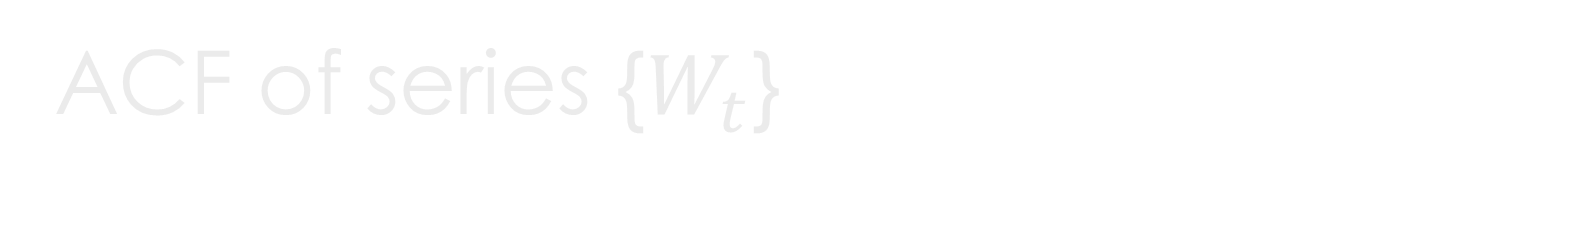 ACF of series {W_t}